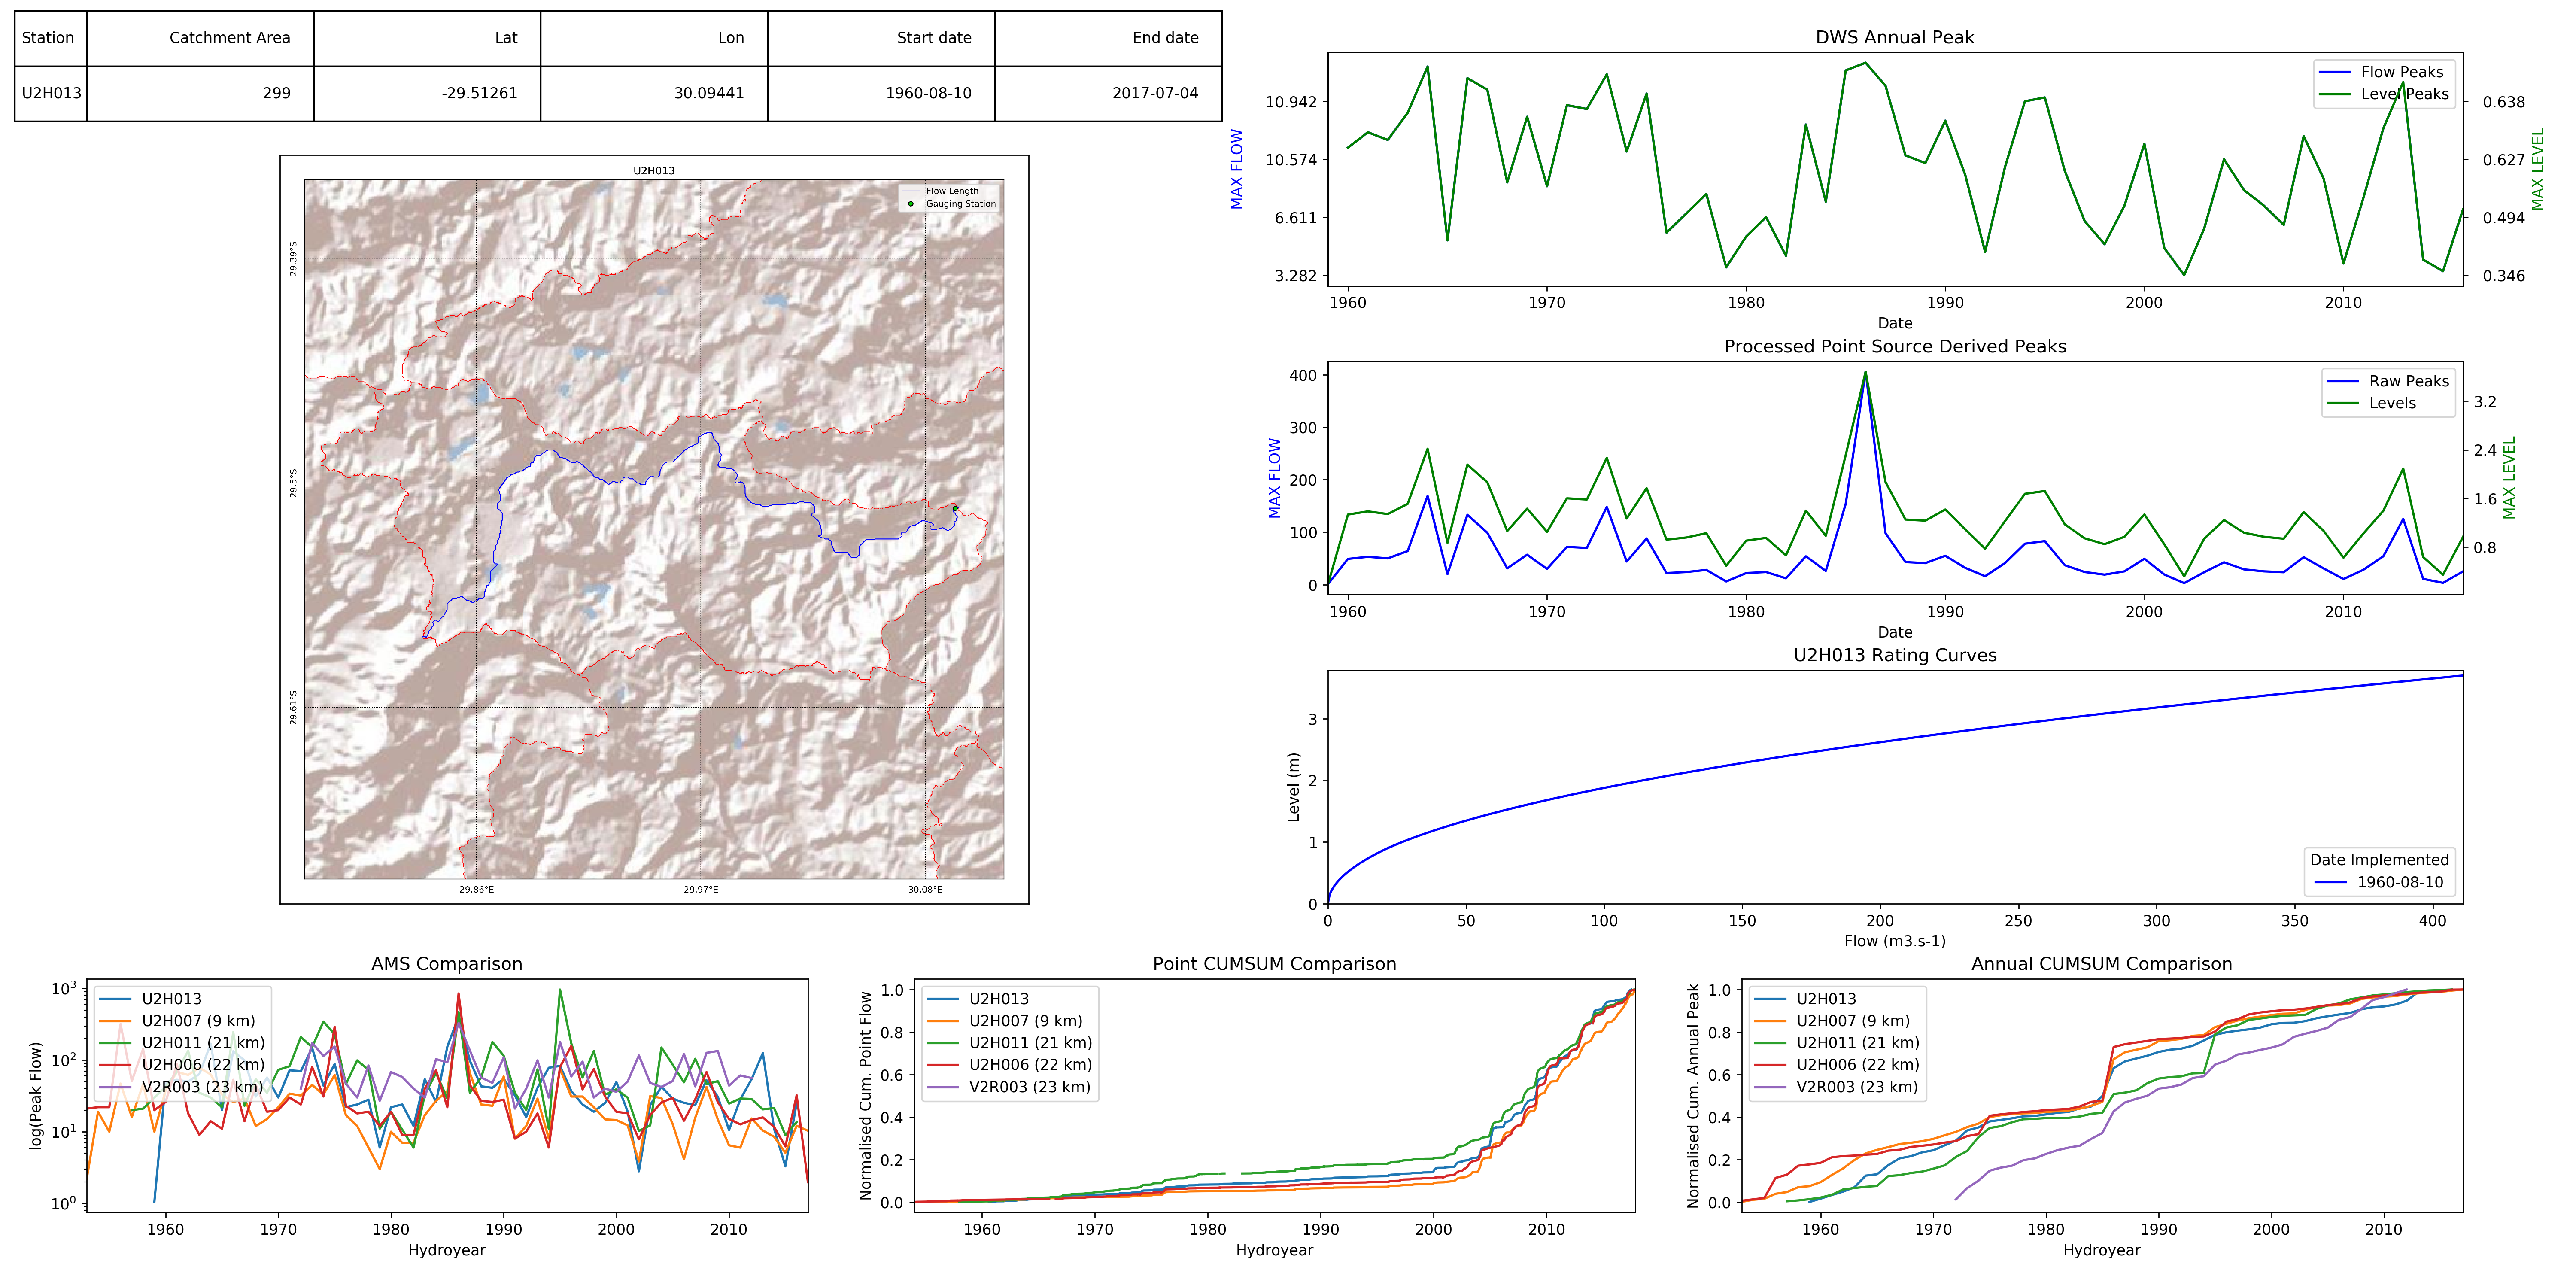 Station Catchment Area Lat Lon Start date End date
U2H013 299 -29.51261 30.09441 1960-08-10 2017-07-04
U2H013
Flow Length
Gauging Station
29.39°S
29.5°S
29.61°S
29.86°E 29.97°E 30.08°E
DWS Annual Peak
Flow Peaks
Level Peaks
MAX FLOW
10.942
10.574
6.611
3.282
0.638
0.627
0.494
0.346
MAX LEVEL
1960 1970 1980 1990 2000 2010
Date
Processed Point Source Derived Peaks
Raw Peaks
Levels
MAX FLOW
400
300
200
100
0
3.2
2.4
1.6
0.8
MAX LEVEL
1960 1970 1980 1990 2000 2010
Date
U2H013 Rating Curves
Level (m)
3
2
1
0
Date Implemented
1960-08-10
0 50 100 150 200 250 300 350 400
Flow (m3.s-1)
AMS Comparison
log(Peak Flow)
10³
10²
10¹
10⁰
U2H013
U2H007 (9 km)
U2H011 (21 km)
U2H006 (22 km)
V2R003 (23 km)
1960 1970 1980 1990 2000 2010
Hydroyear
Point CUMSUM Comparison
Normalised Cum. Point Flow
1.0
0.8
0.6
0.4
0.2
0.0
U2H013
U2H007 (9 km)
U2H011 (21 km)
U2H006 (22 km)
V2R003 (23 km)
1960 1970 1980 1990 2000 2010
Hydroyear
Annual CUMSUM Comparison
Normalised Cum. Annual Peak
1.0
0.8
0.6
0.4
0.2
0.0
U2H013
U2H007 (9 km)
U2H011 (21 km)
U2H006 (22 km)
V2R003 (23 km)
1960 1970 1980 1990 2000 2010
Hydroyear